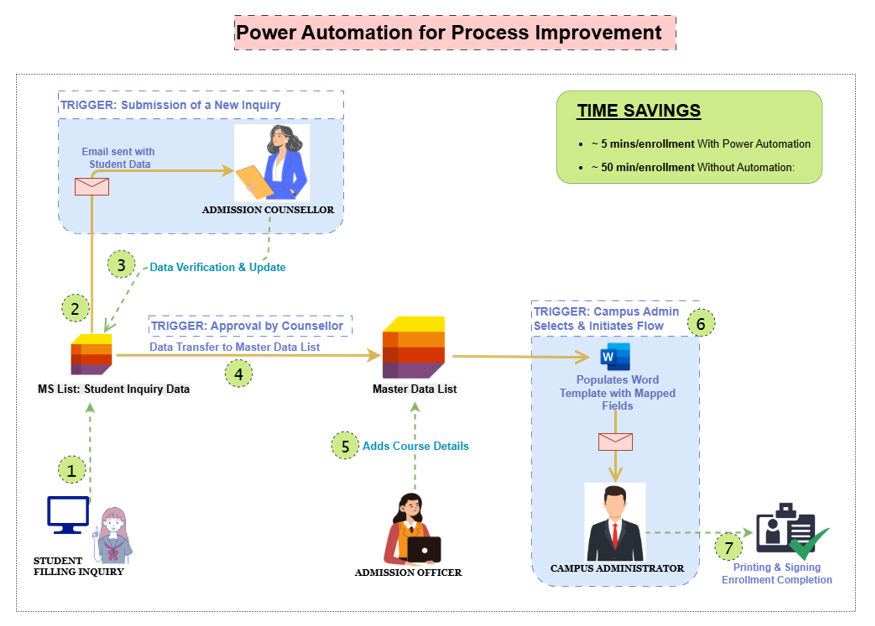 Power Automation for Process Improvement
TRIGGER: Submission of a New Inquiry
Email sent with
Student Data
ADMISSION COUNSELLOR
TIME SAVINGS
• ~ 5 mins/enrollment With Power Automation
• ~ 50 min/enrollment Without Automation:
3
Data Verification & Update
2
TRIGGER: Approval by Counsellor
Data Transfer to Master Data List
4
MS List: Student Inquiry Data
Master Data List
TRIGGER: Campus Admin
Selects & Initiates Flow
6
W
Populates Word
Template with Mapped
Fields
1
5
Adds Course Details
STUDENT
FILLING INQUIRY
ADMISSION OFFICER
CAMPUS ADMINISTRATOR
7
Printing & Signing
Enrollment Completion